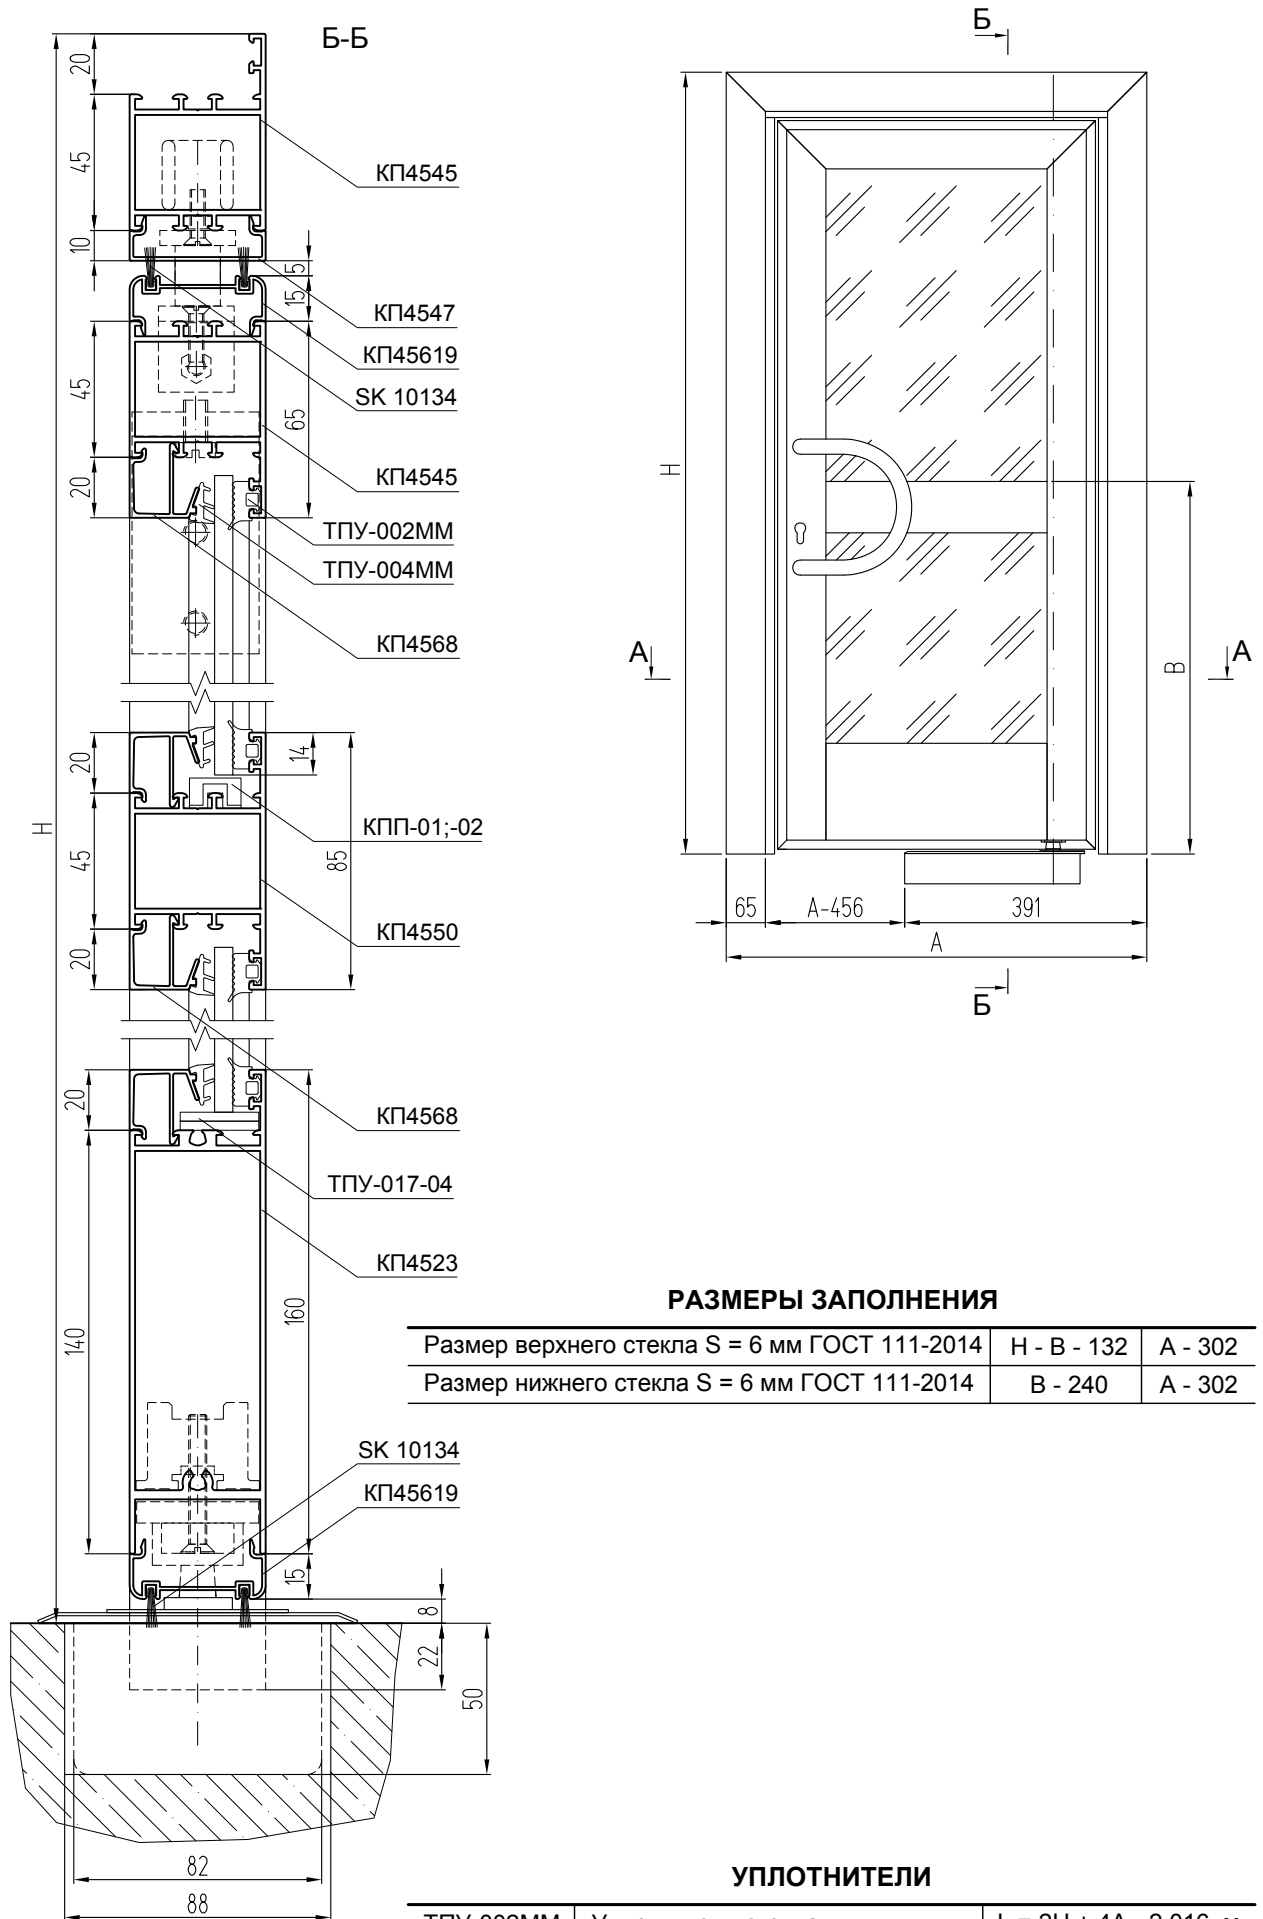 Б-Б
20
45
10
45
20
5
15
65
КП4545
КП4547
КП45619
SK 10134
КП4545
ТПУ-002ММ
ТПУ-004ММ
КП4568
H
20
45
20
14
85
КПП-01;-02
КП4550
20
140
160
КП4568
ТПУ-017-04
КП4523
SK 10134
КП45619
15
8
22
50
82
88
Б
H
B
А
А
65
A-456
391
A
Б
РАЗМЕРЫ ЗАПОЛНЕНИЯ
Размер верхнего стекла S = 6 мм ГОСТ 111-2014 H - B - 132 A - 302
Размер нижнего стекла S = 6 мм ГОСТ 111-2014 B - 240 A - 302
УПЛОТНИТЕЛИ